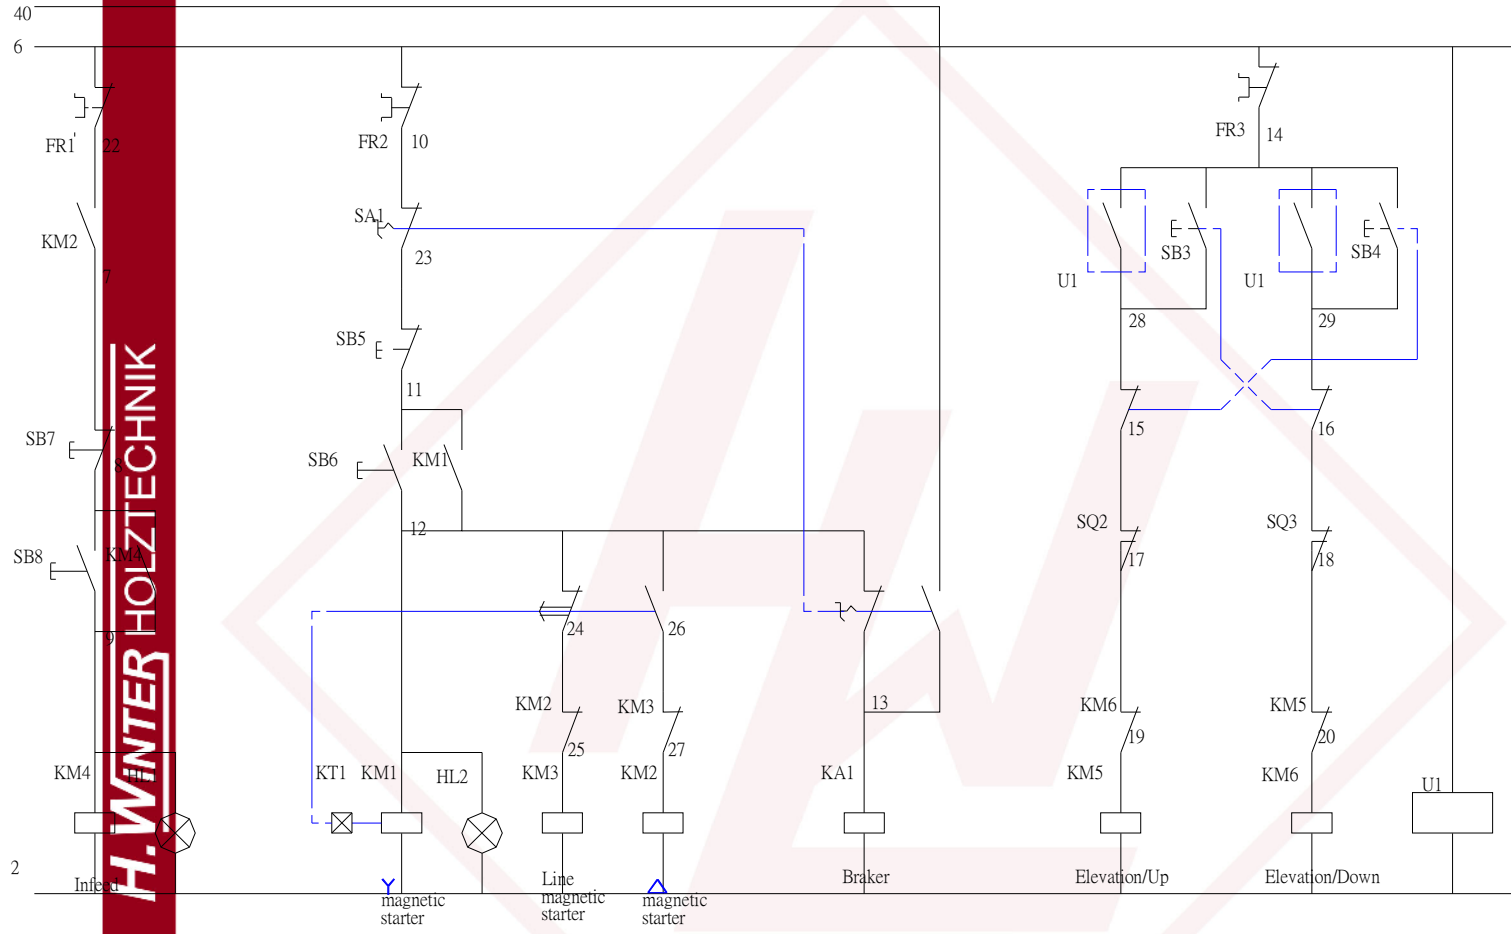 40
6
FR1'
22
FR2
10
FR3
14
SA1
23
KM2
7
U1
SB3
U1
SB4
28
29
SB5
11
SB7
8
SB6
KM1
15
16
12
SB8
KM4
9
SQ2
17
SQ3
18
24
26
KM2
25
KM3
27
13
KM6
19
KM5
20
KM4
HL1
KT1
KM1
HL2
KM3
KM2
KA1
KM5
KM6
U1
2
Infeed
Y
magnetic
starter
Line
magnetic
starter
magnetic
starter
Braker
Elevation/Up
Elevation/Down
H. WINTER HOLZTECHNIK
HW